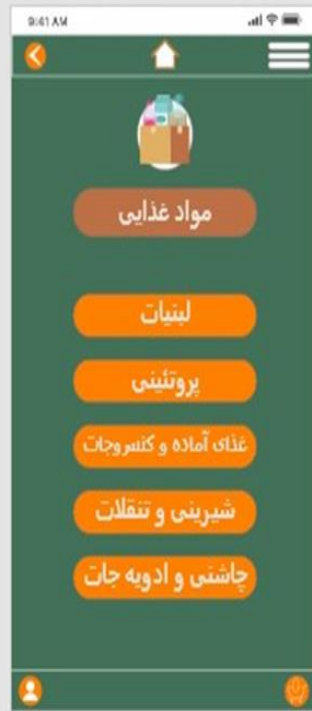 9:41 AM
مواد غذایی
لبنیات
پروتئینی
غذای آماده و کنسروجات
شیرینی و تنقلات
چاشنی و ادویه جات